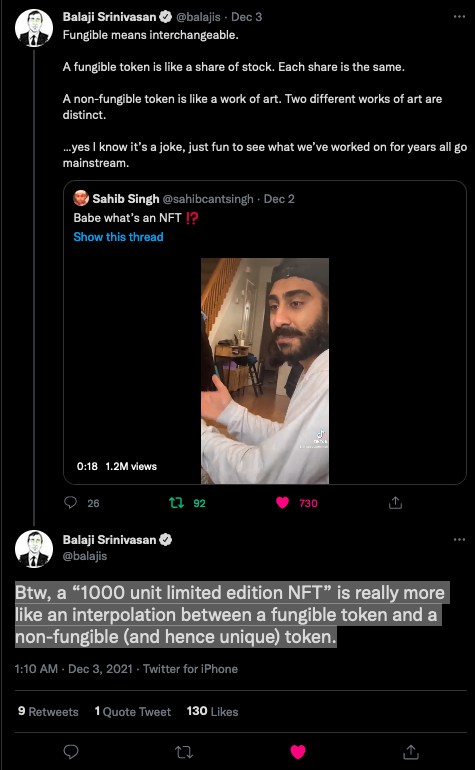 Balaji Srinivasan @balajis · Dec 3
Fungible means interchangeable.
A fungible token is like a share of stock. Each share is the same.
A non-fungible token is like a work of art. Two different works of art are
distinct.
...yes I know it's a joke, just fun to see what we've worked on for years all go
mainstream.
Sahib Singh @sahibcantsingh · Dec 2
Babe what's an NFT ⁉️
Show this thread
0:18 1.2M views
26 92 730
Balaji Srinivasan
@balajis
Btw, a “1000 unit limited edition NFT” is really more
like an interpolation between a fungible token and a
non-fungible (and hence unique) token.
1:10 AM · Dec 3, 2021 · Twitter for iPhone
9 Retweets 1 Quote Tweet 130 Likes